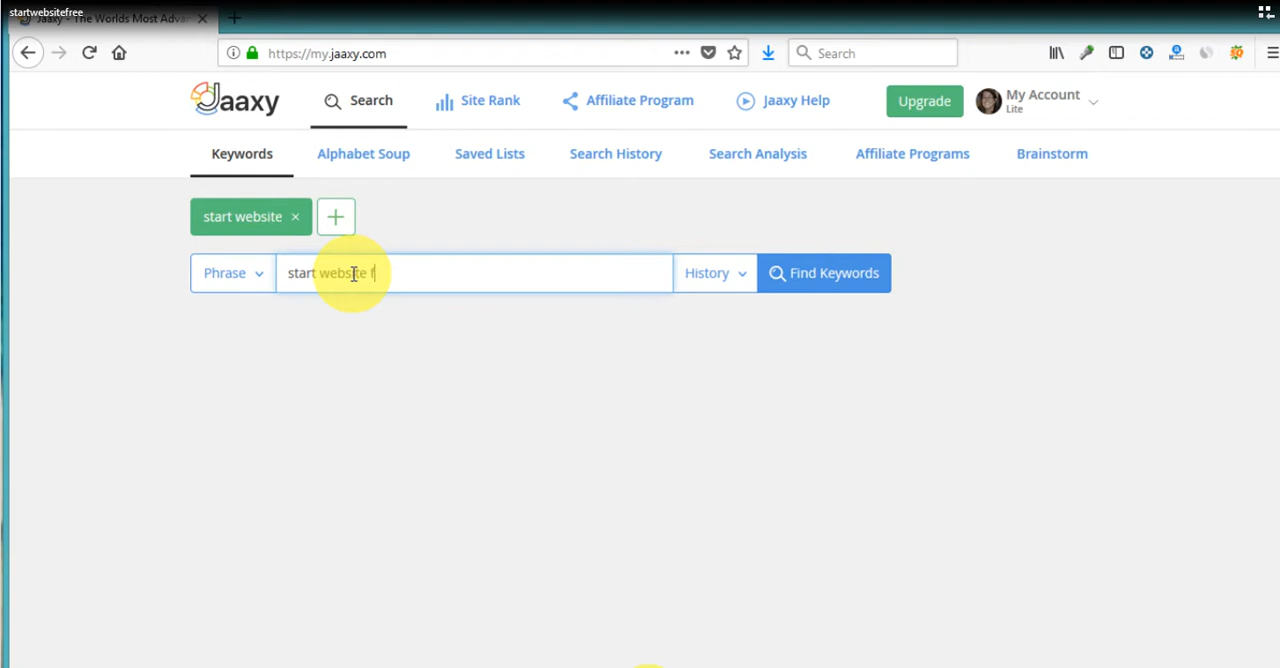 startwebsitefree
Jaaxy - The Worlds Most Adva
https://my.jaaxy.com
Search
Jaaxy
Search
Site Rank
Affiliate Program
Jaaxy Help
Upgrade
My Account
Lite
Keywords
Alphabet Soup
Saved Lists
Search History
Search Analysis
Affiliate Programs
Brainstorm
start website
Phrase
start website f
History
Find Keywords